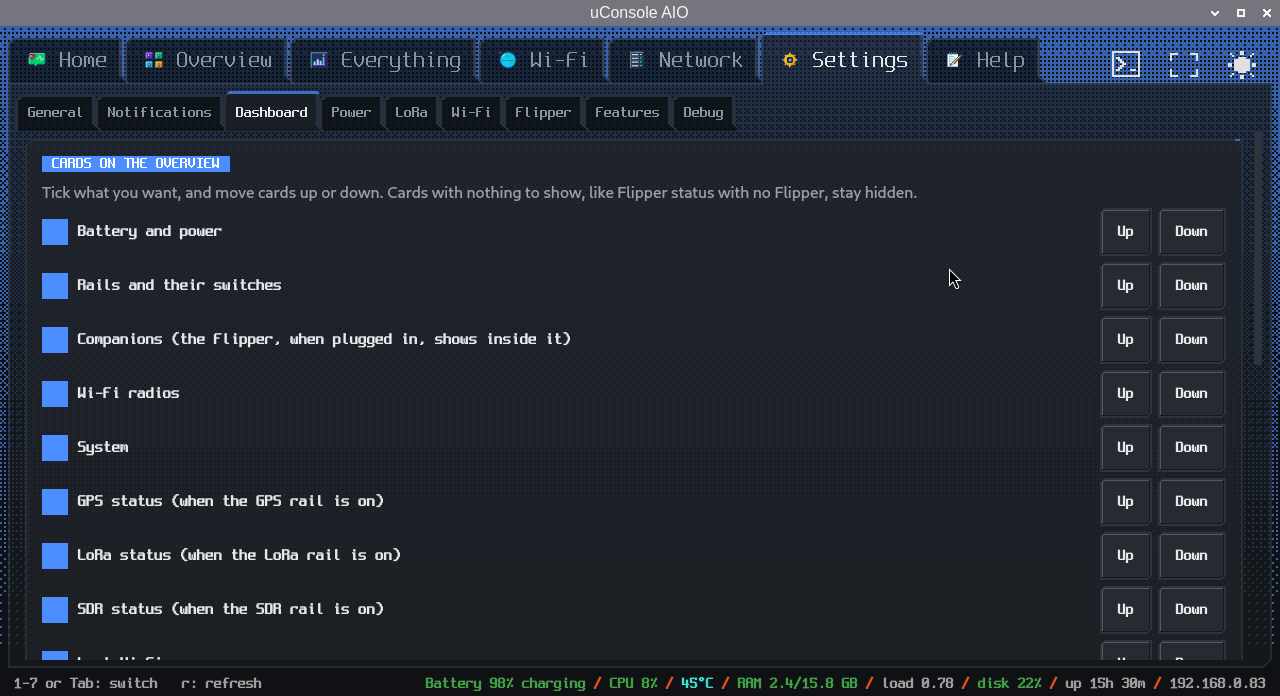 uConsole AIO
Home Overview Everything Wi-Fi Network Settings Help
General Notifications Dashboard Power LoRa Wi-Fi Flipper Features Debug
CARDS ON THE OVERVIEW
Tick what you want, and move cards up or down. Cards with nothing to show, like Flipper status with no Flipper, stay hidden.
Battery and power Up Down
Rails and their switches Up Down
Companions (the Flipper, when plugged in, shows inside it) Up Down
Wi-Fi radios Up Down
System Up Down
GPS status (when the GPS rail is on) Up Down
LoRa status (when the LoRa rail is on) Up Down
SDR status (when the SDR rail is on) Up Down
1-7 or Tab: switch r: refresh Battery 98% charging / CPU 8% / 45°C / RAM 2.4/15.8 GB / load 0.78 / disk 22% / up 15h 30m / 192.168.0.83